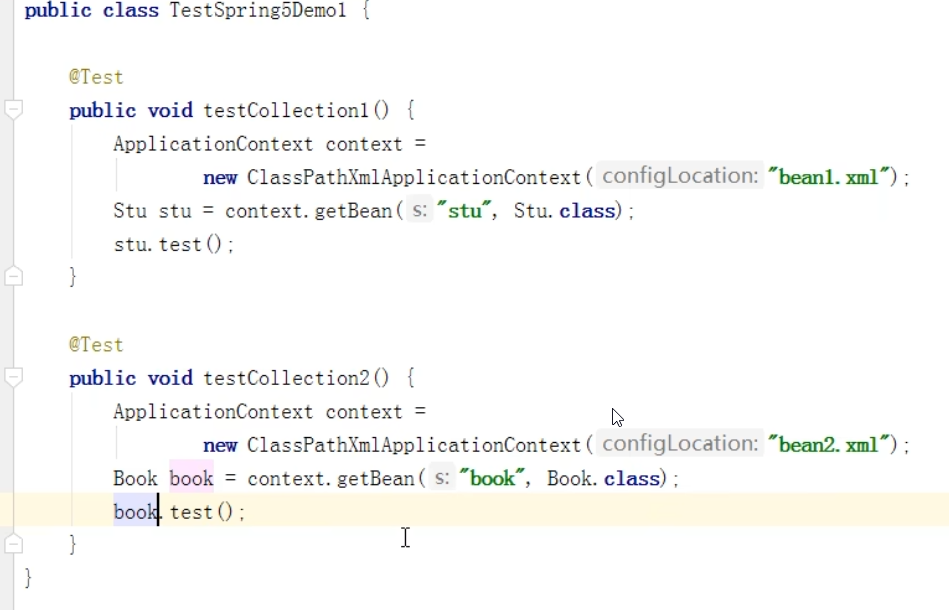 public class TestSpring5Demo1 {
@Test
public void testCollection1() {
ApplicationContext context =
new ClassPathXmlApplicationContext( configLocation: "bean1.xml");
Stu stu = context.getBean( s: "stu", Stu.class);
stu.test();
}
@Test
public void testCollection2() {
ApplicationContext context =
new ClassPathXmlApplicationContext( configLocation: "bean2.xml");
Book book = context.getBean( s: "book", Book.class);
book.test();
}
}